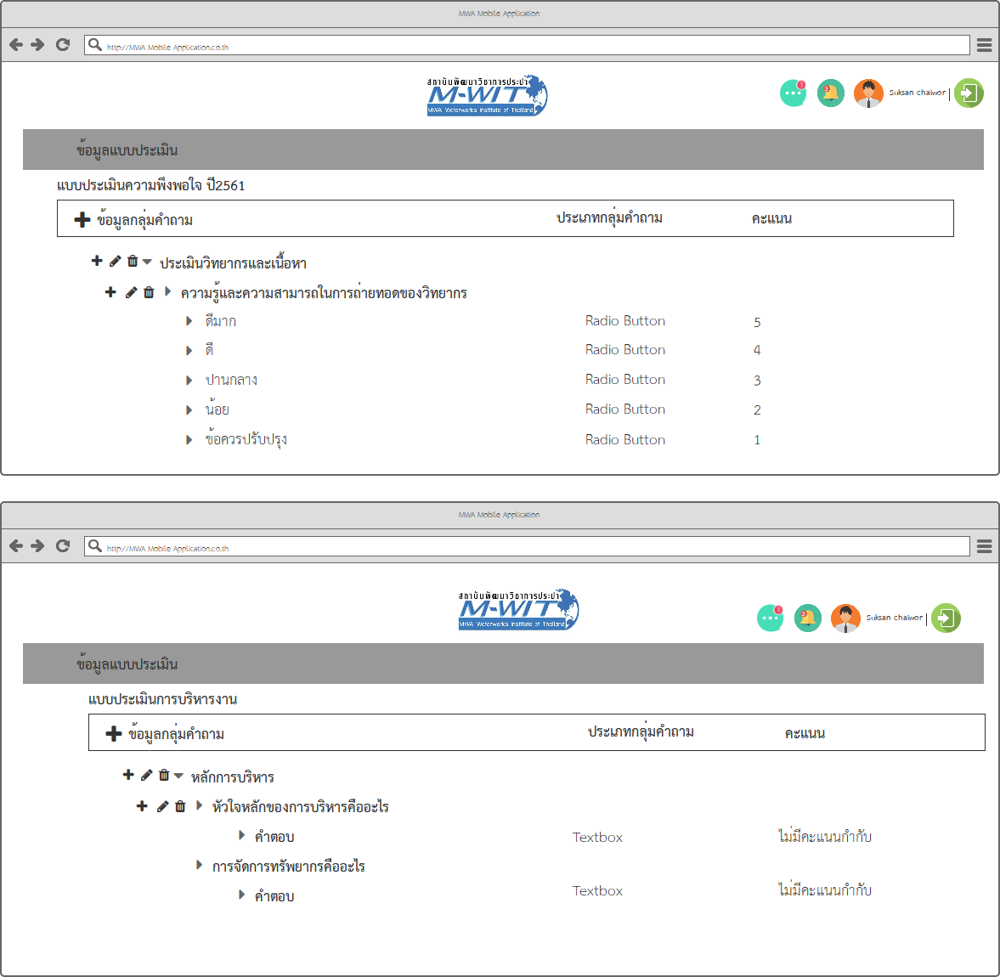 MWA Mobile Application
http://MWA Mobile Application.co.th
สถาบันพัฒนาวิชาการประปา
M-WIT
MWA Waterworks Institute of Thailand
1
3
Suksan chaiwor
ข้อมูลแบบประเมิน
แบบประเมินความพึงพอใจ ปี2561
ข้อมูลกลุ่มคำถาม ประเภทกลุ่มคำถาม คะแนน
ประเมินวิทยากรและเนื้อหา
ความรู้และความสามารถในการถ่ายทอดของวิทยากร
ดีมาก Radio Button 5
ดี Radio Button 4
ปานกลาง Radio Button 3
น้อย Radio Button 2
ข้อควรปรับปรุง Radio Button 1
MWA Mobile Application
http://MWA Mobile Application.co.th
สถาบันพัฒนาวิชาการประปา
M-WIT
MWA Waterworks Institute of Thailand
1
3
Suksan chaiwor
ข้อมูลแบบประเมิน
แบบประเมินการบริหารงาน
ข้อมูลกลุ่มคำถาม ประเภทกลุ่มคำถาม คะแนน
หลักการบริหาร
หัวใจหลักของการบริหารคืออะไร
คำตอบ Textbox ไม่มีคะแนนกำกับ
การจัดการทรัพยากรคืออะไร
คำตอบ Textbox ไม่มีคะแนนกำกับ